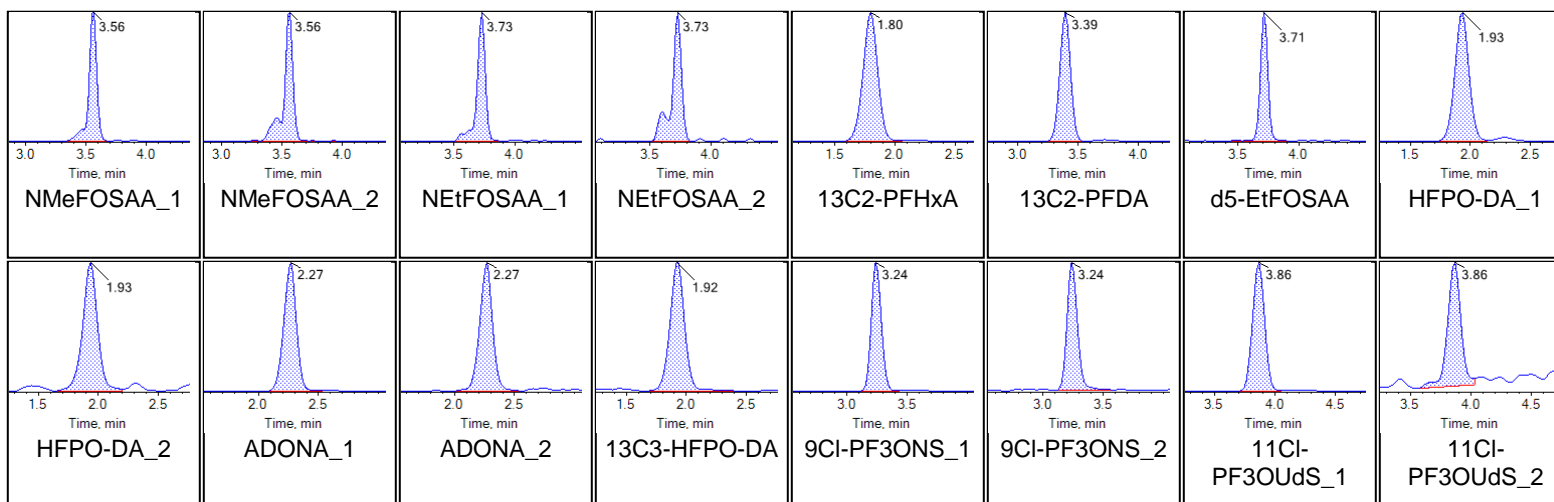 3.56 3.56 3.73 3.73 1.80 3.39 3.71 1.93
3.0 3.5 4.0 3.0 3.5 4.0 3.5 4.0 3.5 4.0 1.5 2.0 2.5 3.0 3.5 4.0 3.5 4.0 1.5 2.0 2.5
Time, min Time, min Time, min Time, min Time, min Time, min Time, min Time, min
NMeFOSAA_1 NMeFOSAA_2 NEtFOSAA_1 NEtFOSAA_2 13C2-PFHxA 13C2-PFDA d5-EtFOSAA HFPO-DA_1
1.93 2.27 2.27 1.92 3.24 3.24 3.86 3.86
1.5 2.0 2.5 2.0 2.5 2.0 2.5 1.5 2.0 2.5 3.0 3.5 3.0 3.5 3.5 4.0 4.5 3.5 4.0 4.5
Time, min Time, min Time, min Time, min Time, min Time, min Time, min Time, min
HFPO-DA_2 ADONA_1 ADONA_2 13C3-HFPO-DA 9Cl-PF3ONS_1 9Cl-PF3ONS_2 11Cl- 11Cl-
PF3OUdS_1 PF3OUdS_2